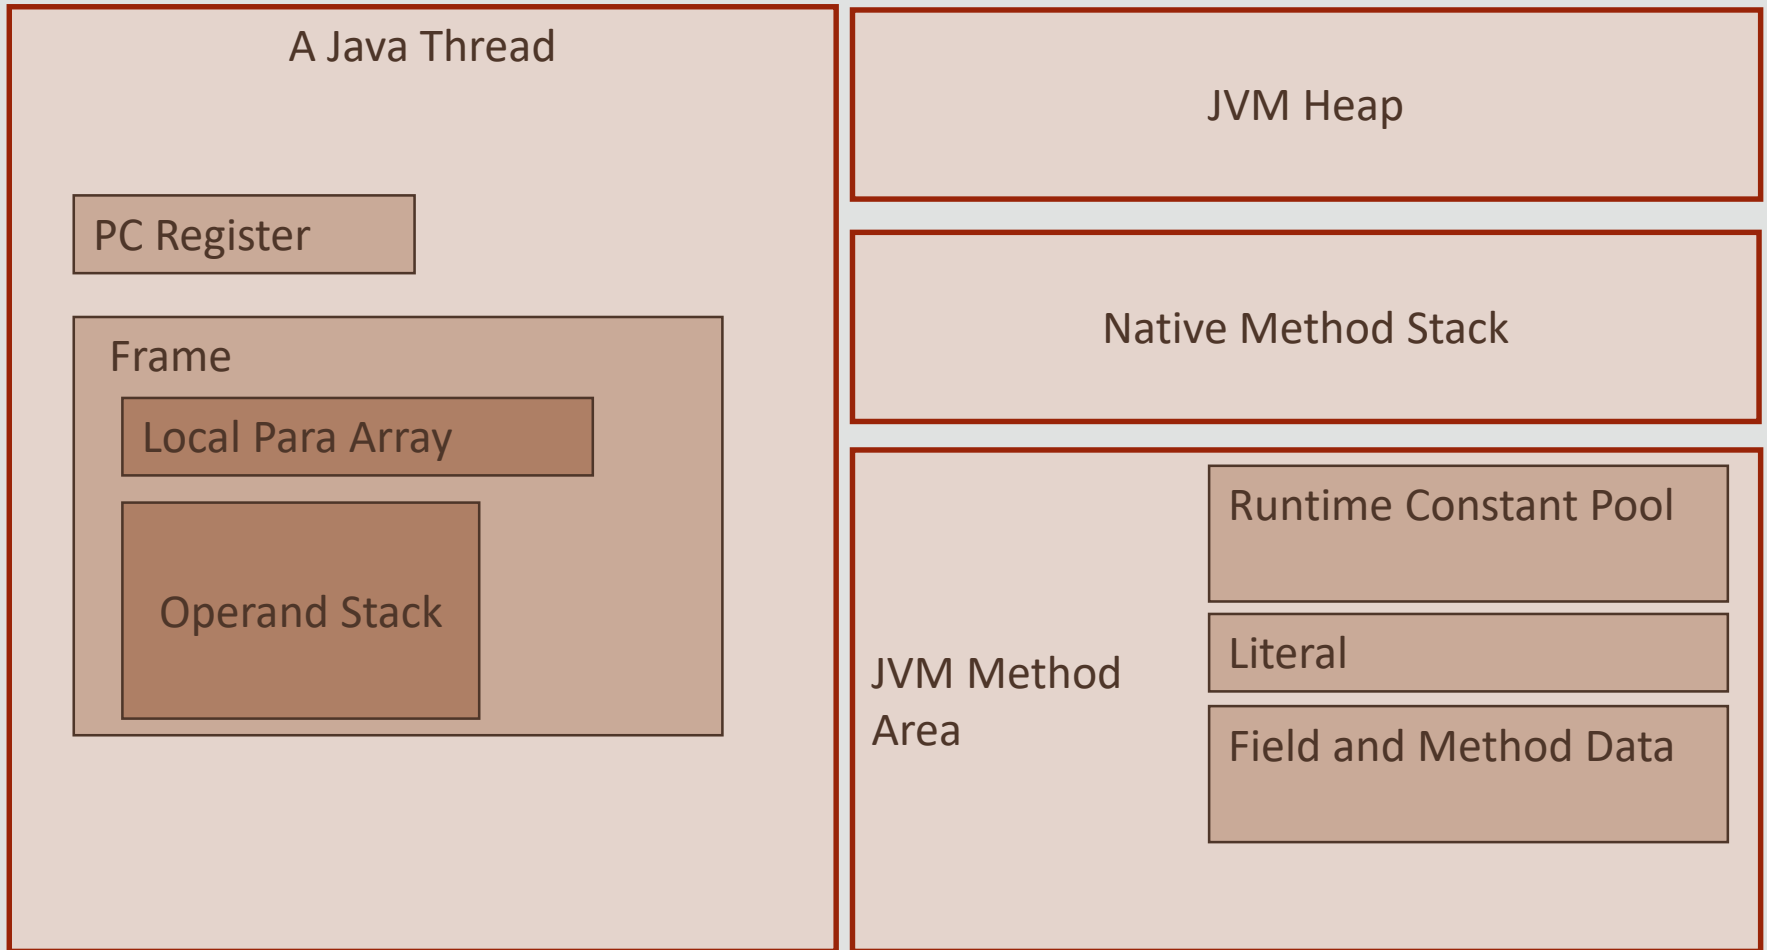 A Java Thread
PC Register
Frame
Local Para Array
Operand Stack
JVM Heap
Native Method Stack
JVM Method
Area
Runtime Constant Pool
Literal
Field and Method Data